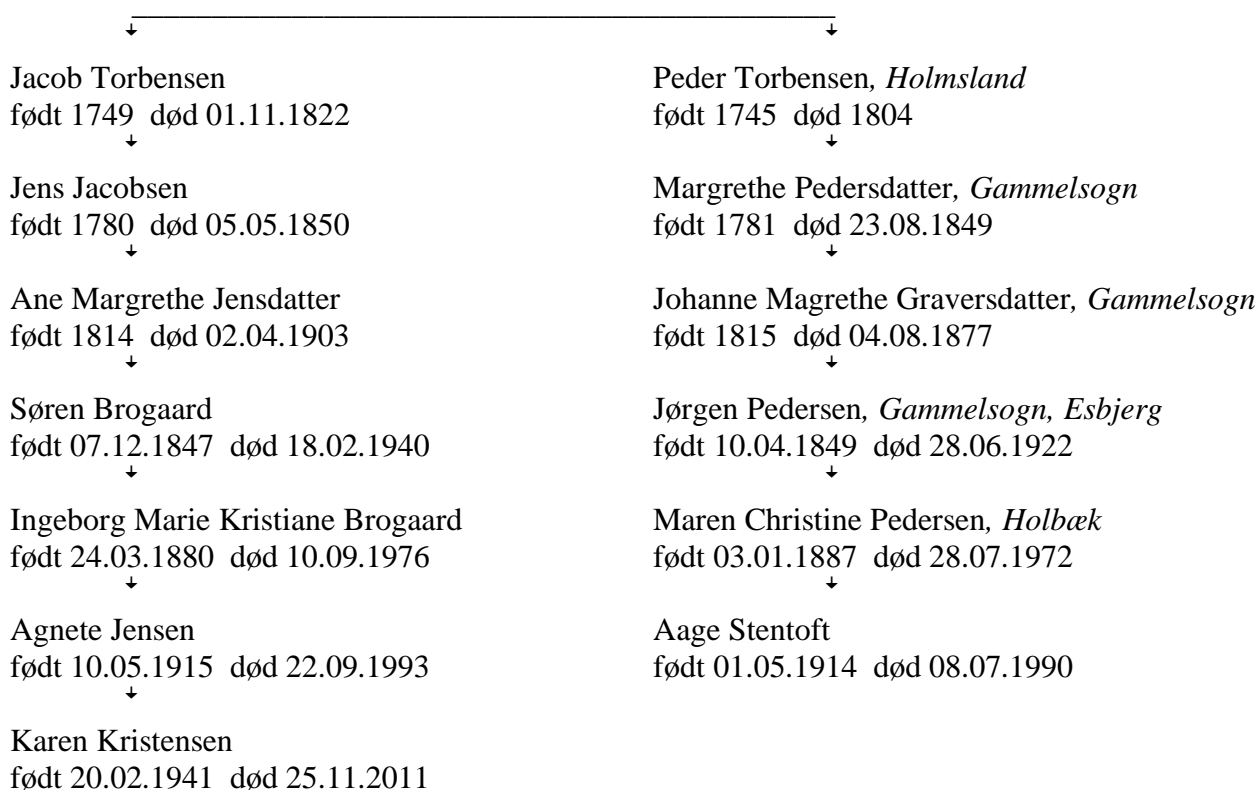 Jacob Torbensen
født 1749 død 01.11.1822
Jens Jacobsen
født 1780 død 05.05.1850
Ane Margrethe Jensdatter
født 1814 død 02.04.1903
Søren Brogaard
født 07.12.1847 død 18.02.1940
Ingeborg Marie Kristiane Brogaard
født 24.03.1880 død 10.09.1976
Agnete Jensen
født 10.05.1915 død 22.09.1993
Karen Kristensen
født 20.02.1941 død 25.11.2011
Peder Torbensen, Holmsland
født 1745 død 1804
Margrethe Pedersdatter, Gammelsogn
født 1781 død 23.08.1849
Johanne Magrethe Graversdatter, Gammelsogn
født 1815 død 04.08.1877
Jørgen Pedersen, Gammelsogn, Esbjerg
født 10.04.1849 død 28.06.1922
Maren Christine Pedersen, Holbæk
født 03.01.1887 død 28.07.1972
Aage Stentoft
født 01.05.1914 død 08.07.1990